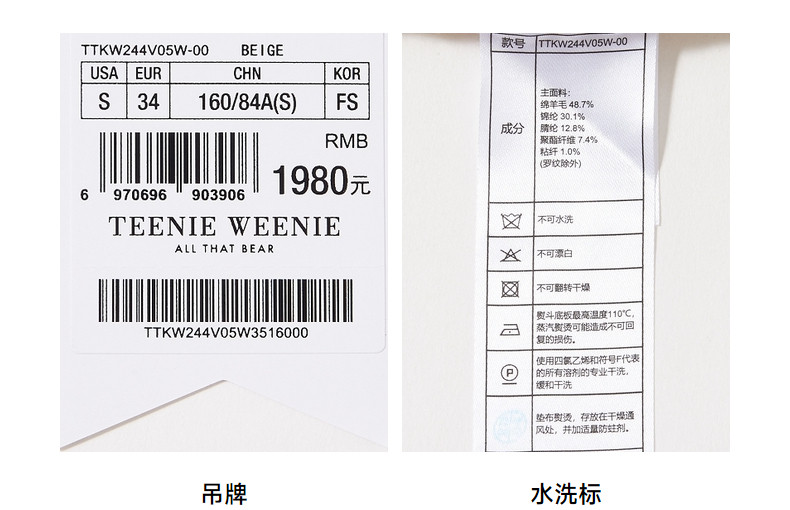 TTKW244V05W-00 BEIGE
USA EUR CHN KOR
S 34 160/84A(S) FS
RMB
1980元
6 970696 903906
TEENIE WEENIE
ALL THAT BEAR
TTKW244V05W3516000
吊牌
款号 TTKW244V05W-00
成分
主面料:
绵羊毛 48.7%
锦纶 30.1%
腈纶 12.8%
聚酯纤维 7.4%
粘纤 1.0%
(罗纹除外)
不可水洗
不可漂白
不可翻转干燥
熨斗底板最高温度110℃,
蒸汽熨烫可能造成不可回
复的损伤。
P
使用四氯乙烯和符号F代表
的所有溶剂的专业干洗,
缓和干洗
垫布熨烫,存放在干燥通
风处,并加适量防蛀剂。
水洗标